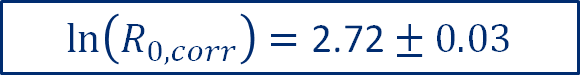 ln(R₀,corr) = 2.72 ± 0.03